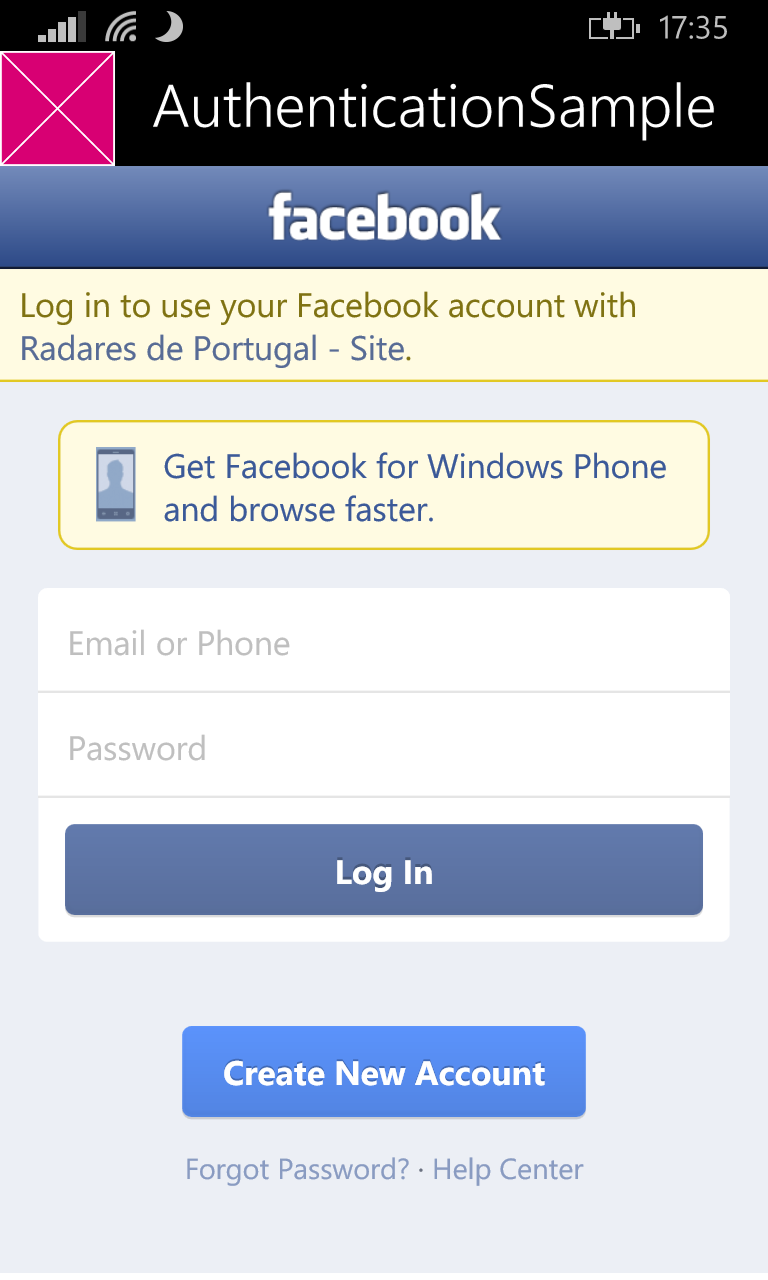 17:35
AuthenticationSample
facebook
Log in to use your Facebook account with
Radares de Portugal - Site.
Get Facebook for Windows Phone
and browse faster.
Email or Phone
Password
Log In
Create New Account
Forgot Password? · Help Center